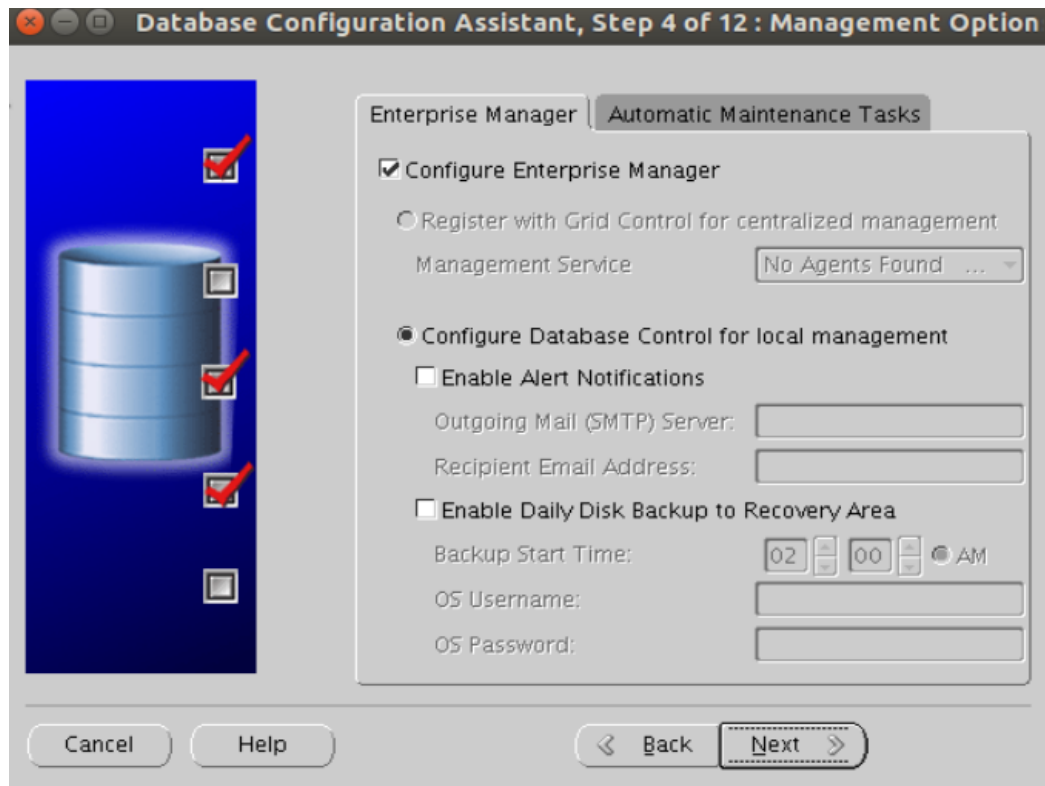 Database Configuration Assistant, Step 4 of 12 : Management Option
Enterprise Manager
Automatic Maintenance Tasks
Configure Enterprise Manager
Register with Grid Control for centralized management
Management Service
No Agents Found ...
Configure Database Control for local management
Enable Alert Notifications
Outgoing Mail (SMTP) Server:
Recipient Email Address:
Enable Daily Disk Backup to Recovery Area
Backup Start Time:
02 00 AM
OS Username:
OS Password:
Cancel
Help
Back
Next